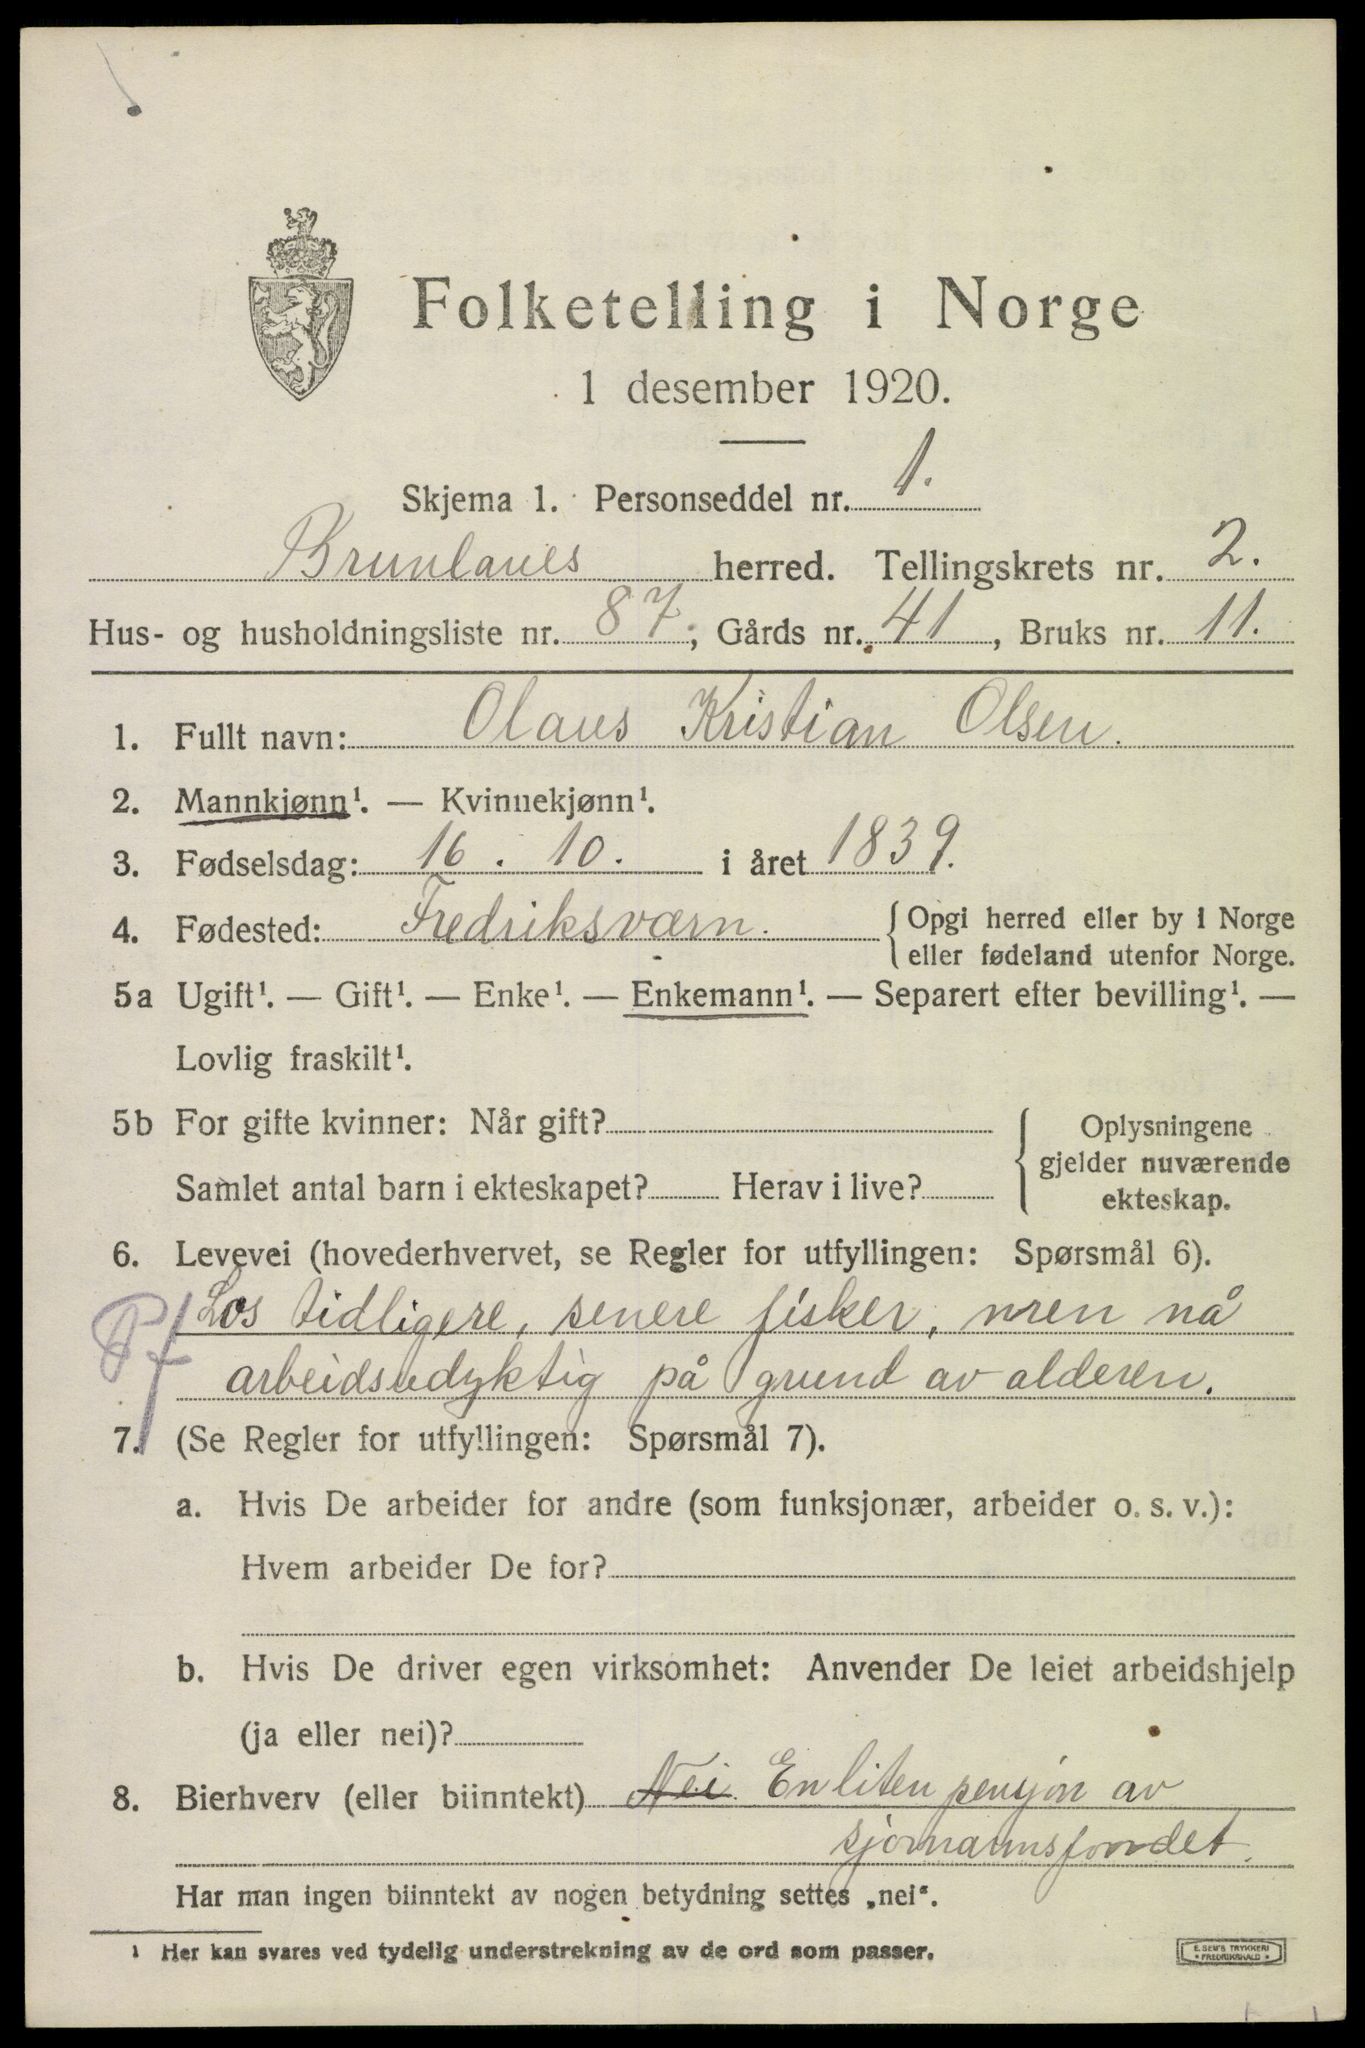 Folketelling i Norge
1 desember 1920.
Skjema 1. Personseddel nr. 1.
Brunlanes herred. Tellingskrets nr. 2.
Hus- og husholdningsliste nr. 87, Gårds nr. 41, Bruks nr. 11.
1. Fullt navn: Olaus Kristian Olsen.
2. Mannkjønn¹. — Kvinnekjønn¹.
3. Fødselsdag: 16. 10. i året 1839.
4. Fødested: Fredriksværn. { Opgi herred eller by i Norge
eller fødeland utenfor Norge.
5a Ugift¹. — Gift¹. — Enke¹. — Enkemann¹. — Separert efter bevilling¹. —
Lovlig fraskilt¹.
5b For gifte kvinner: Når gift?
Samlet antal barn i ekteskapet? Herav i live?
{ Oplysningene
gjelder nuværende
ekteskap.
6. Levevei (hovederhvervet, se Regler for utfyllingen: Spørsmål 6).
Los tidligere, senere fisker, men nå
arbeidsudyktig på grund av alderen.
7. (Se Regler for utfyllingen: Spørsmål 7).
a. Hvis De arbeider for andre (som funksjonær, arbeider o. s. v.):
Hvem arbeider De for?
b. Hvis De driver egen virksomhet: Anvender De leiet arbeidshjelp
(ja eller nei)?
8. Bierhverv (eller biinntekt) Nei. En liten pensjon av
sjømannsfondet.
Har man ingen biinntekt av nogen betydning settes „nei“.
¹ Her kan svares ved tydelig understrekning av de ord som passer.
E. SEM'S TRYKKERI
FREDRIKSHALD